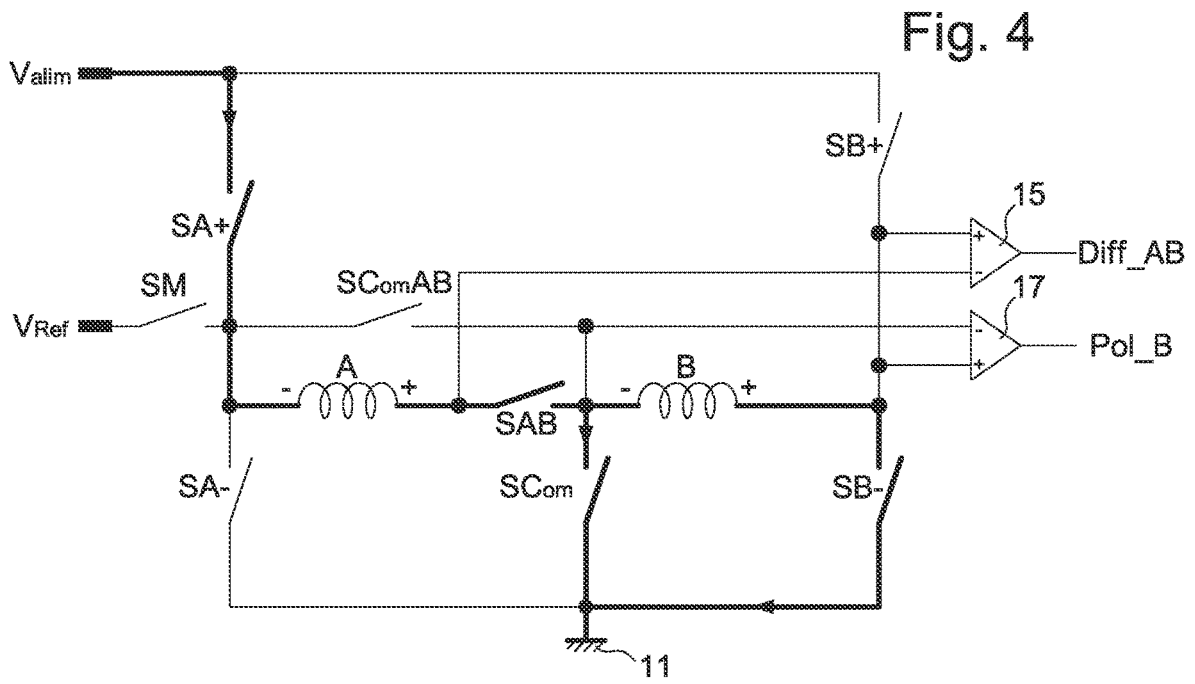 Fig. 4
Valim
SB+
15
SA+
Diff_AB
SM
SComAB
17
VRef
Pol_B
+
-
-
+
- A +
SAB
- B +
SA-
SCom
SB-
11